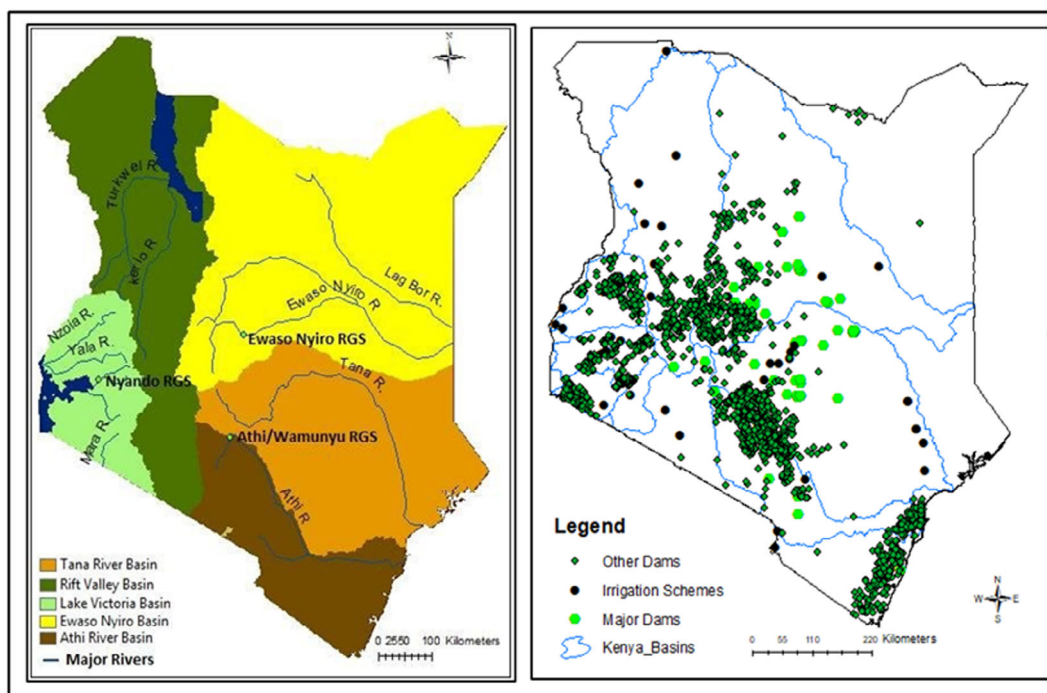 N
Turkwel R.
kerio R.
Lag Bor R.
Ewaso Nyiro R
Nzoia R.
Yala R.
Ewaso Nyiro RGS
Tana R.
Nyando RGS
Mara R.
Athi/Wamunyu RGS
Athi R
Tana River Basin
Rift Valley Basin
Lake Victoria Basin
Ewaso Nyiro Basin
Athi River Basin
Major Rivers
0 2550 100 Kilometers
Legend
Other Dams
Irrigation Schemes
Major Dams
Kenya_Basins
N
W E
S
0 55 110 220 Kilometers